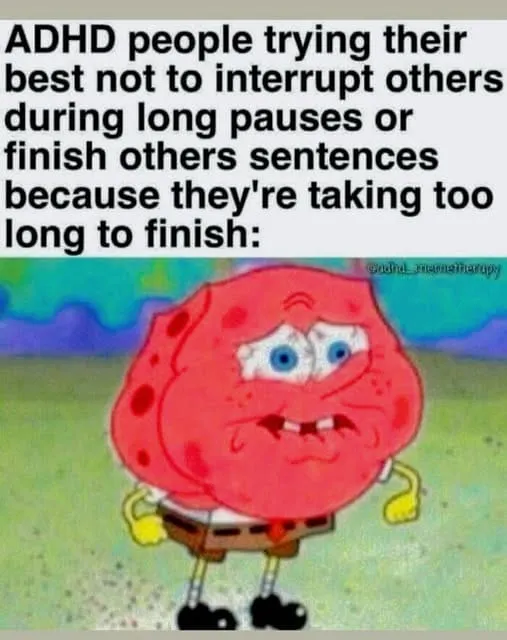 ADHD people trying their
best not to interrupt others
during long pauses or
finish others sentences
because they're taking too
long to finish:
@adhd_memetherapy